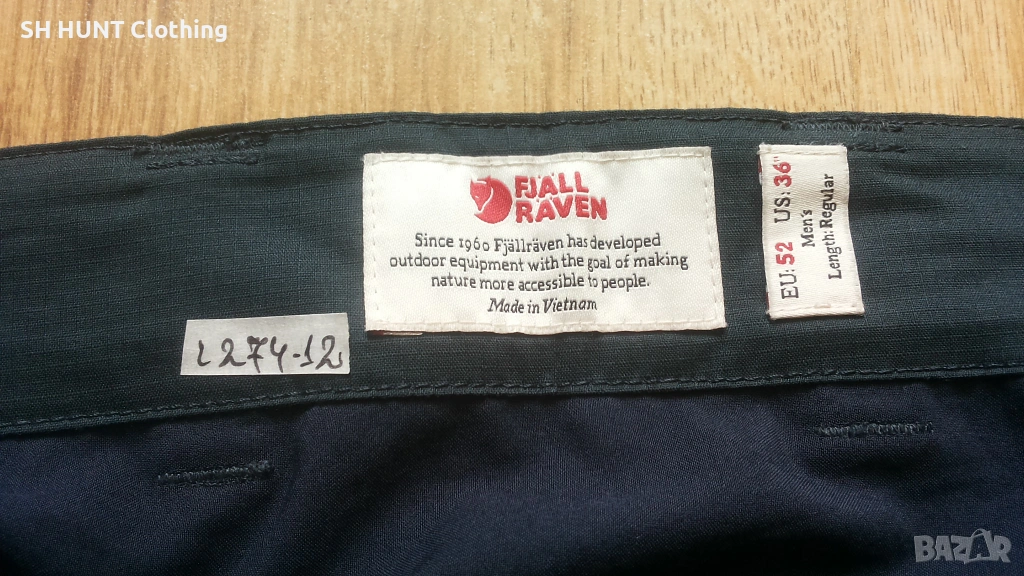 SH HUNT Clothing
FJÄLL
RÄVEN
Since 1960 Fjällräven has developed
outdoor equipment with the goal of making
nature more accessible to people.
Made in Vietnam
EU: 52 US: 36"
Men's
Length: Regular
L 274-12
BAZAR